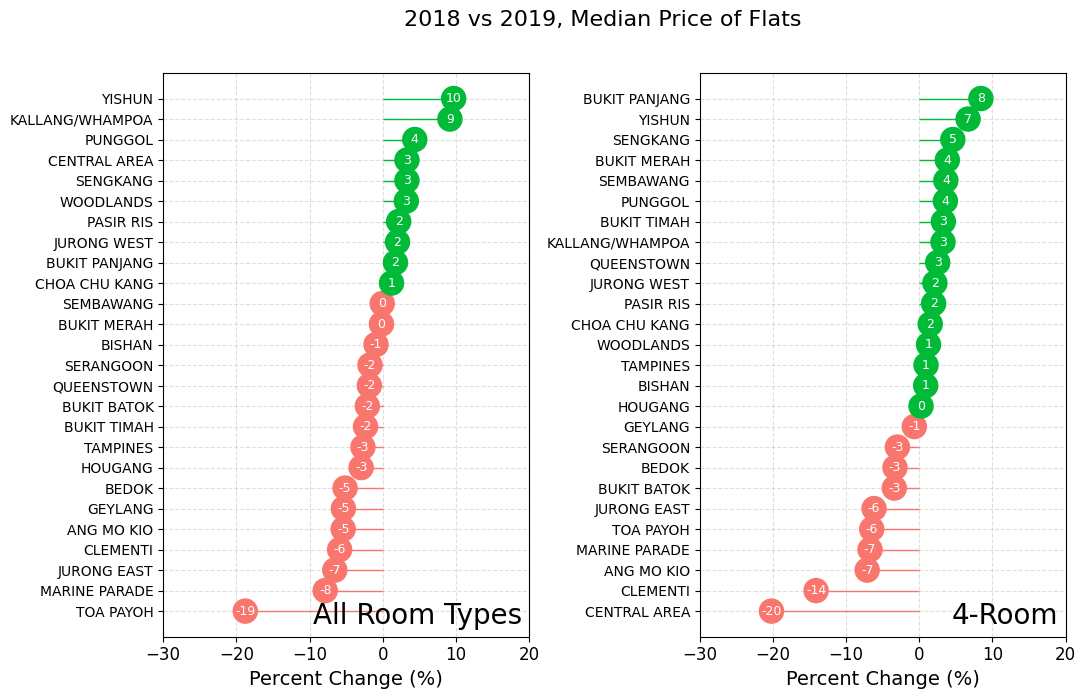 2018 vs 2019, Median Price of Flats
YISHUN 10
KALLANG/WHAMPOA 9
PUNGGOL 4
CENTRAL AREA 3
SENGKANG 3
WOODLANDS 3
PASIR RIS 2
JURONG WEST 2
BUKIT PANJANG 2
CHOA CHU KANG 1
SEMBAWANG 0
BUKIT MERAH 0
BISHAN -1
SERANGOON -2
QUEENSTOWN -2
BUKIT BATOK -2
BUKIT TIMAH -2
TAMPINES -3
HOUGANG -3
BEDOK -5
GEYLANG -5
ANG MO KIO -5
CLEMENTI -6
JURONG EAST -7
MARINE PARADE -8
TOA PAYOH -19
All Room Types
−30 −20 −10 0 10 20
Percent Change (%)
BUKIT PANJANG 8
YISHUN 7
SENGKANG 5
BUKIT MERAH 4
SEMBAWANG 4
PUNGGOL 4
BUKIT TIMAH 3
KALLANG/WHAMPOA 3
QUEENSTOWN 3
JURONG WEST 2
PASIR RIS 2
CHOA CHU KANG 2
WOODLANDS 1
TAMPINES 1
BISHAN 1
HOUGANG 0
GEYLANG -1
SERANGOON -3
BEDOK -3
BUKIT BATOK -3
JURONG EAST -6
TOA PAYOH -6
MARINE PARADE -7
ANG MO KIO -7
CLEMENTI -14
CENTRAL AREA -20
4-Room
−30 −20 −10 0 10 20
Percent Change (%)